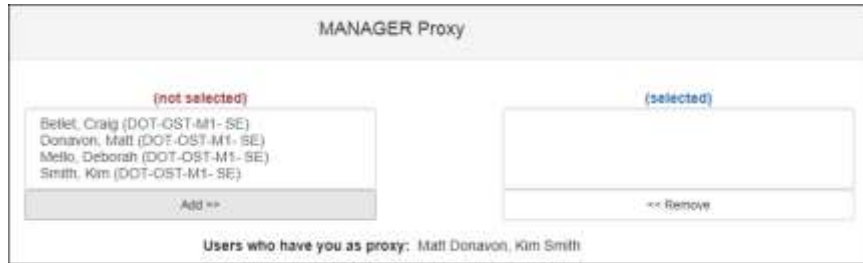 MANAGER Proxy
(not selected)
(selected)
Bellet, Craig (DOT-OST-M1- SE)
Donavon, Matt (DOT-OST-M1- SE)
Mello, Deborah (DOT-OST-M1- SE)
Smith, Kim (DOT-OST-M1- SE)
Add >>
<< Remove
Users who have you as proxy: Matt Donavon, Kim Smith